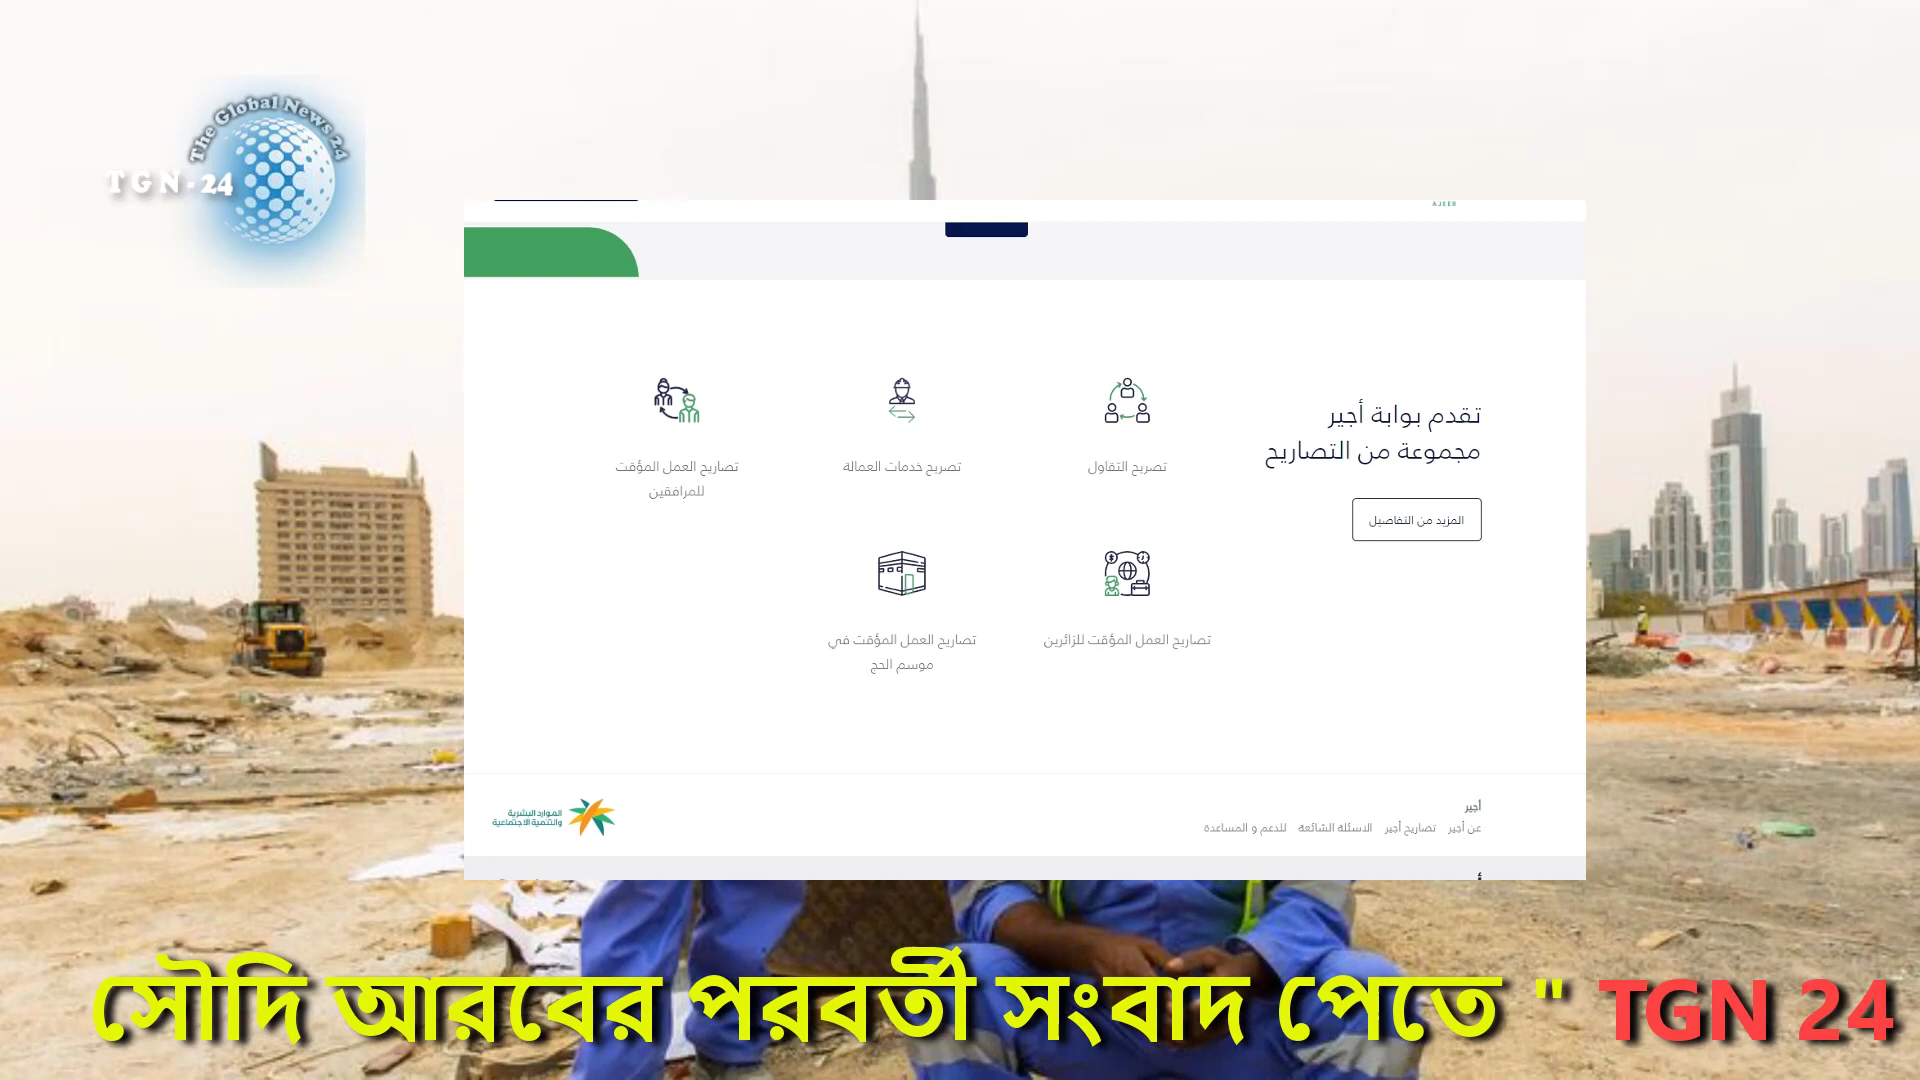 The Global News 24
TGN-24
AJEER
تقدم بوابة أجير
مجموعة من التصاريح
المزيد من التفاصيل
تصريح التقاول
تصريح خدمات العمالة
تصاريح العمل المؤقت
للمرافقين
تصاريح العمل المؤقت للزائرين
تصاريح العمل المؤقت في
موسم الحج
أجير
عن أجير تصاريح أجير الاسئلة الشائعة للدعم و المساعدة
الموارد البشرية
والتنمية الاجتماعية
সৌদি আরবের পরবর্তী সংবাদ পেতে " TGN 24